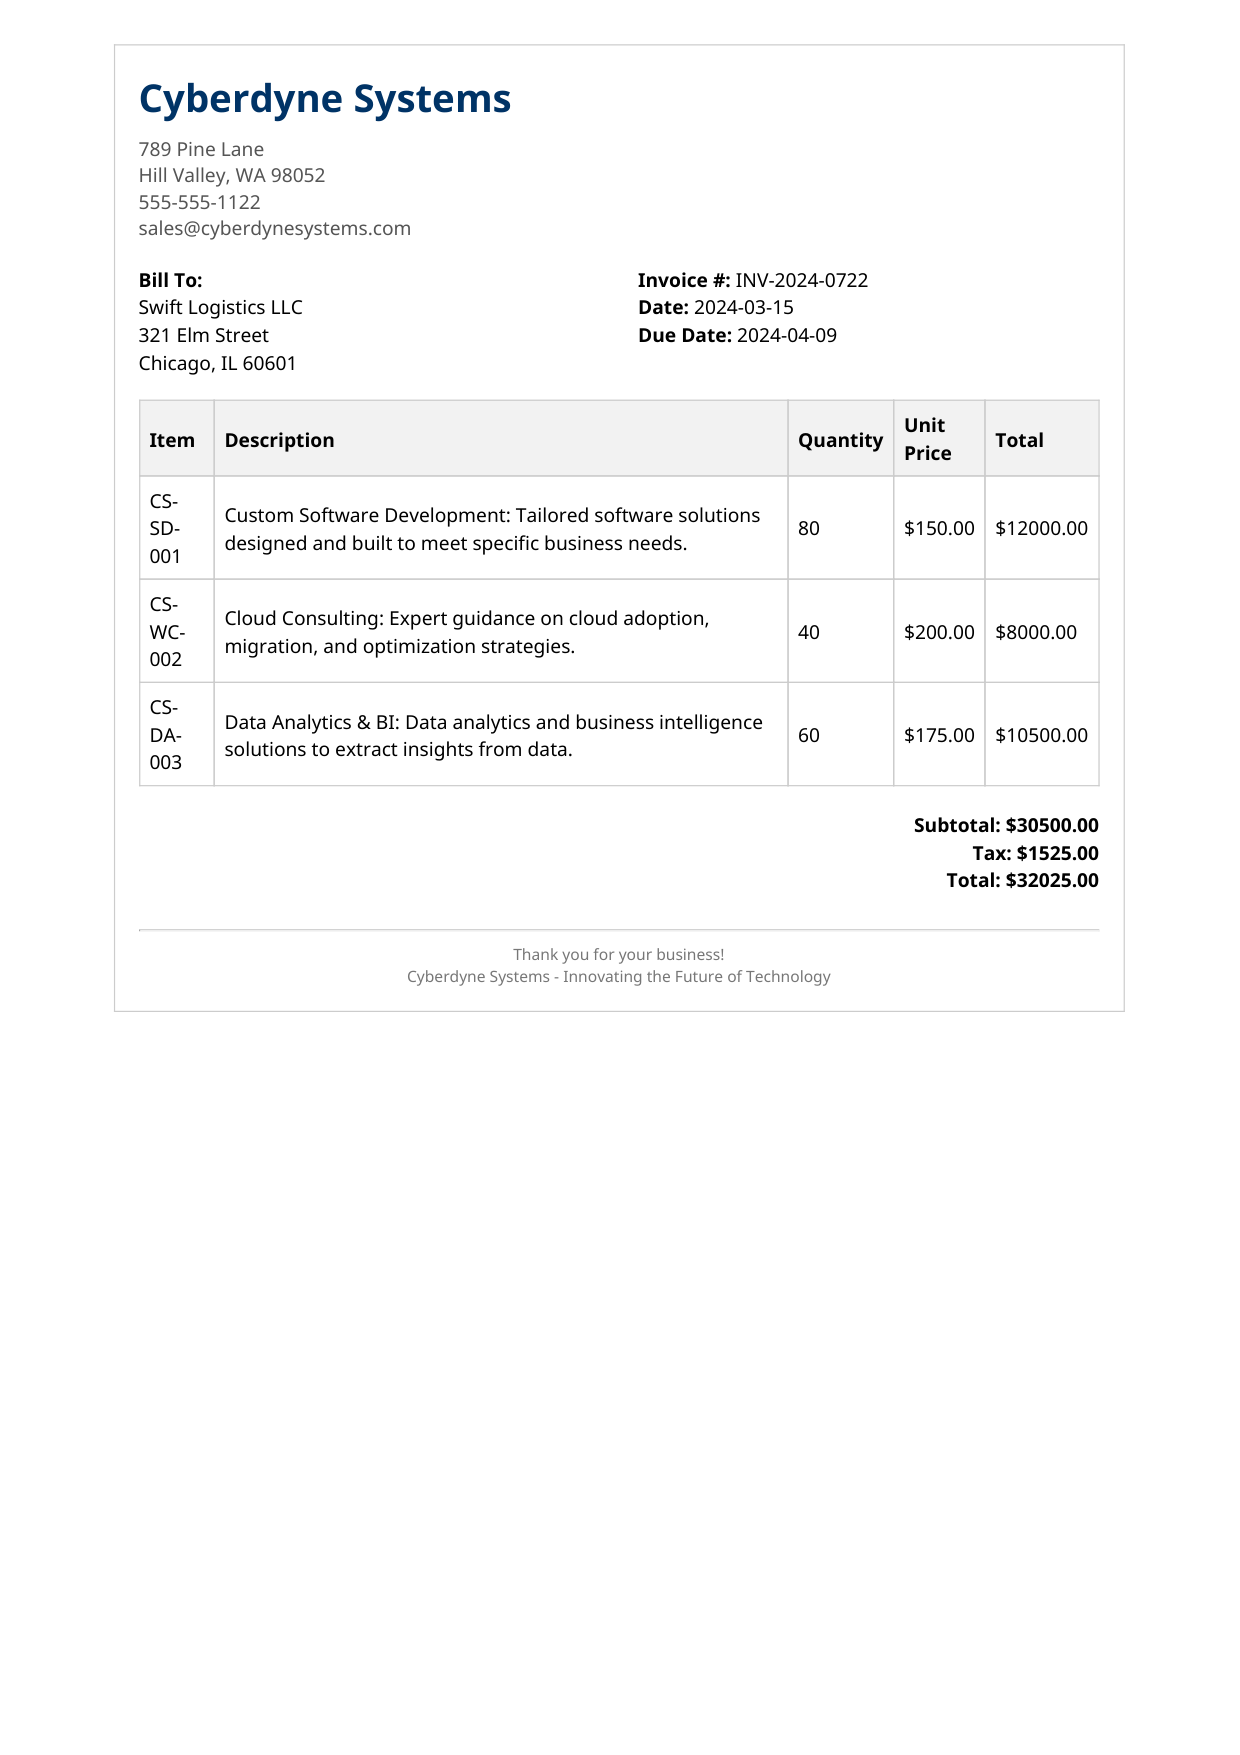 Cyberdyne Systems
789 Pine Lane
Hill Valley, WA 98052
555-555-1122
sales@cyberdynesystems.com
Bill To:
Swift Logistics LLC
321 Elm Street
Chicago, IL 60601
Invoice #: INV-2024-0722
Date: 2024-03-15
Due Date: 2024-04-09
Item Description Quantity Unit Price Total
CS-SD-001 Custom Software Development: Tailored software solutions designed and built to meet specific business needs. 80 $150.00 $12000.00
CS-WC-002 Cloud Consulting: Expert guidance on cloud adoption, migration, and optimization strategies. 40 $200.00 $8000.00
CS-DA-003 Data Analytics & BI: Data analytics and business intelligence solutions to extract insights from data. 60 $175.00 $10500.00
Subtotal: $30500.00
Tax: $1525.00
Total: $32025.00
Thank you for your business!
Cyberdyne Systems - Innovating the Future of Technology